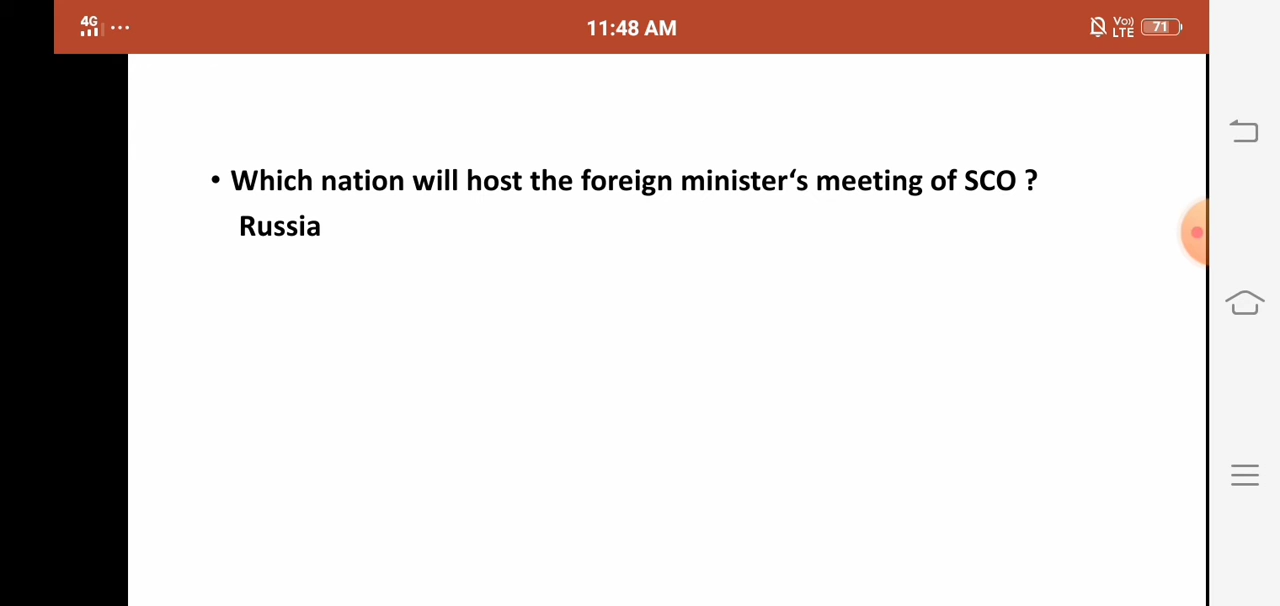 4G 11:48 AM Vo)) LTE 71
• Which nation will host the foreign minister‘s meeting of SCO ?
Russia